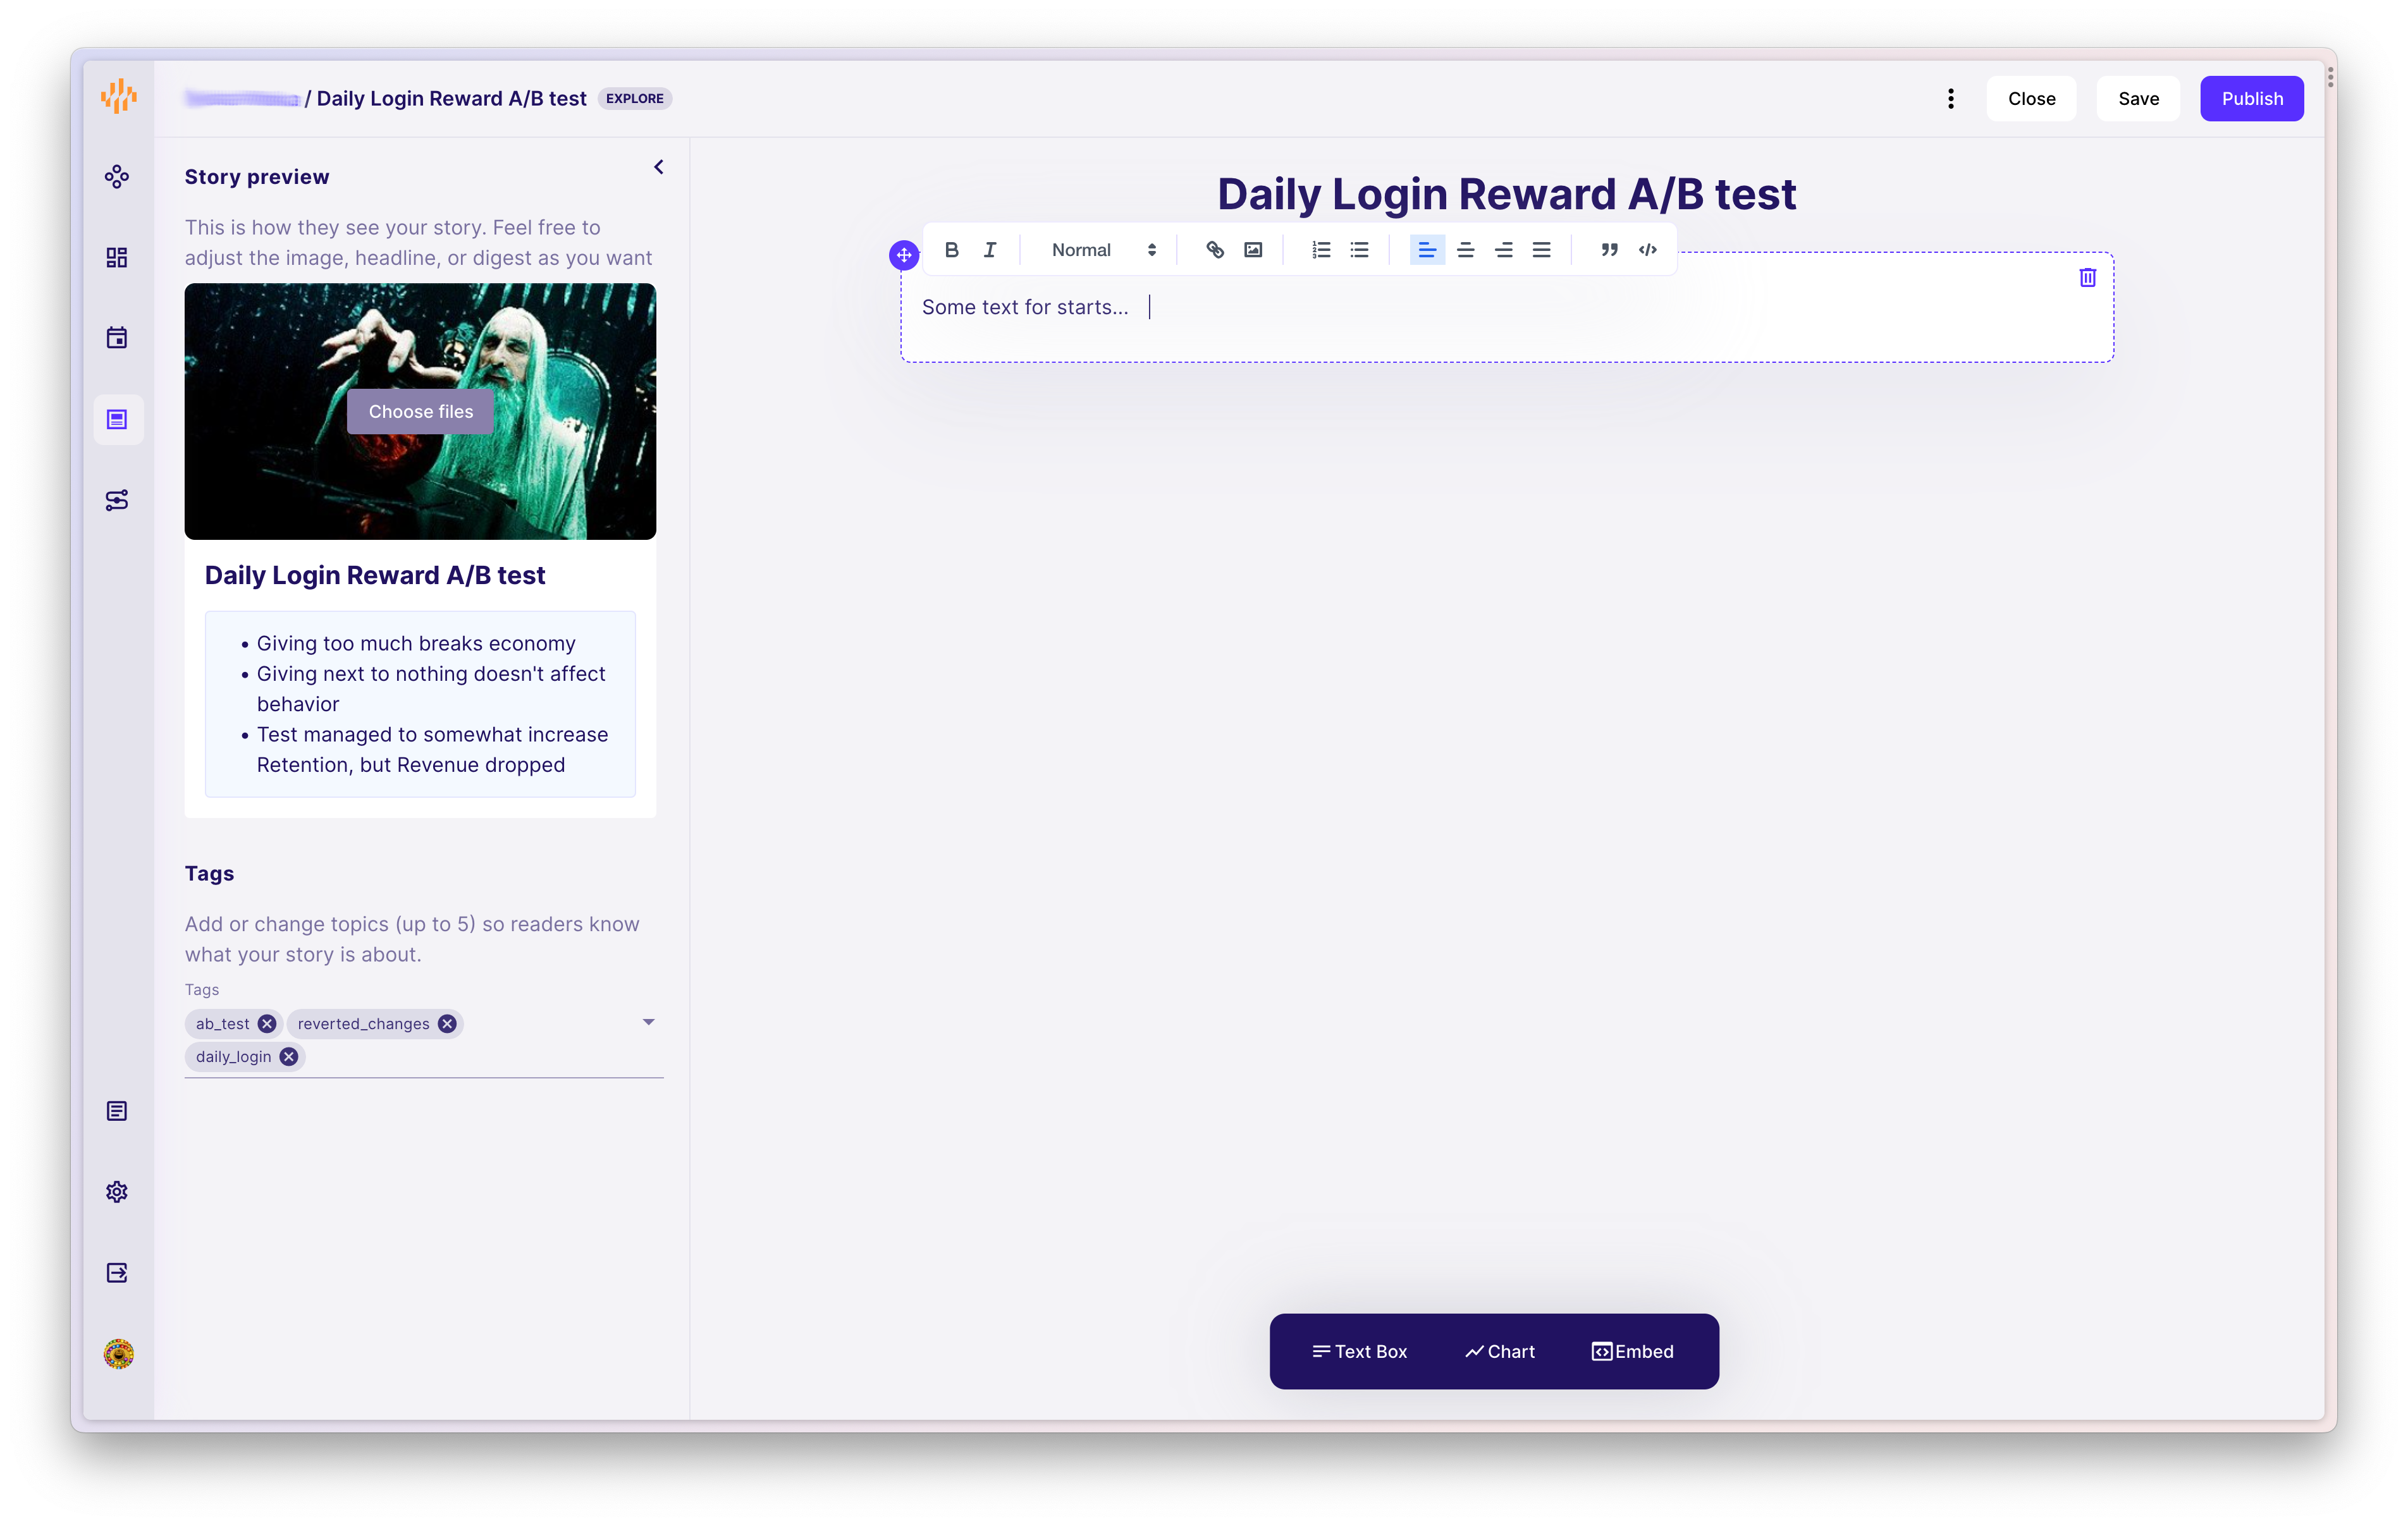 / Daily Login Reward A/B test EXPLORE
Close
Save
Publish
Story preview
This is how they see your story. Feel free to
adjust the image, headline, or digest as you want
Choose files
Daily Login Reward A/B test
• Giving too much breaks economy
• Giving next to nothing doesn't affect
behavior
• Test managed to somewhat increase
Retention, but Revenue dropped
Tags
Add or change topics (up to 5) so readers know
what your story is about.
Tags
ab_test
reverted_changes
daily_login
Daily Login Reward A/B test
B I Normal
Some text for starts...
Text Box
Chart
Embed